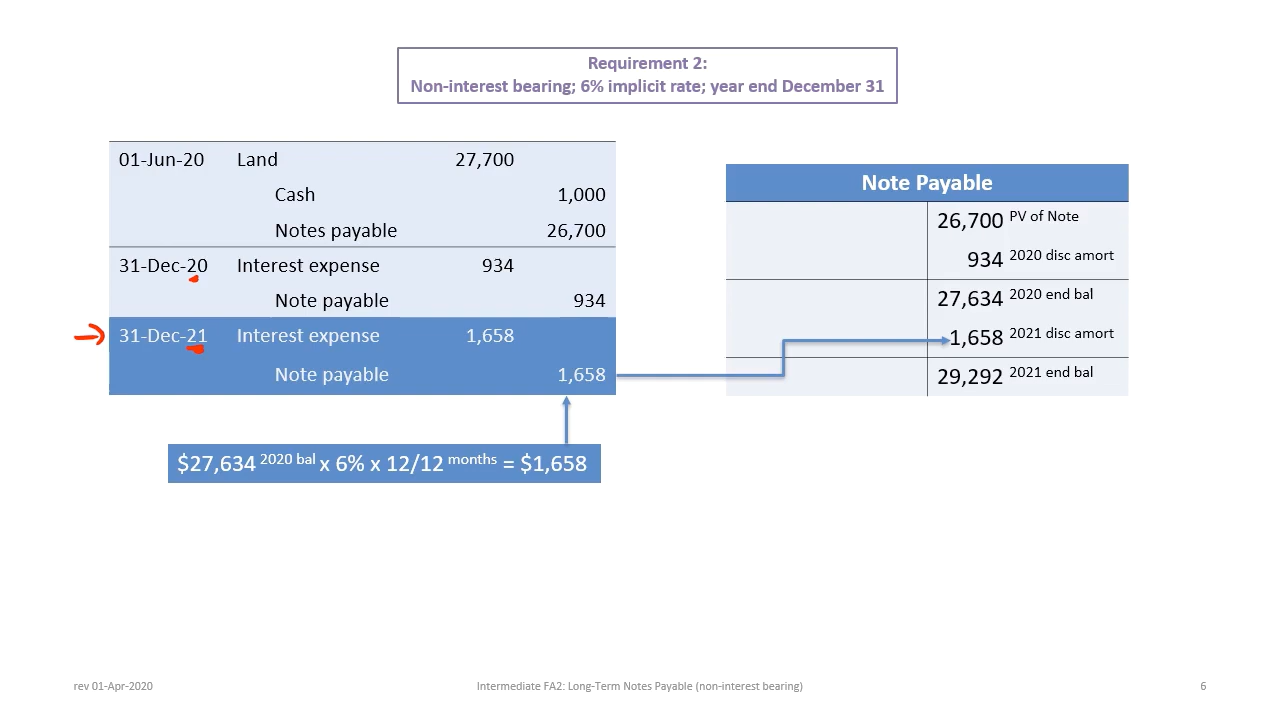 Requirement 2:
Non-interest bearing; 6% implicit rate; year end December 31
01-Jun-20 Land 27,700
Cash 1,000
Notes payable 26,700
31-Dec-20 Interest expense 934
Note payable 934
31-Dec-21 Interest expense 1,658
Note payable 1,658
$27,634 2020 bal x 6% x 12/12 months = $1,658
Note Payable
26,700 PV of Note
934 2020 disc amort
27,634 2020 end bal
1,658 2021 disc amort
29,292 2021 end bal
rev 01-Apr-2020
Intermediate FA2: Long-Term Notes Payable (non-interest bearing)
6